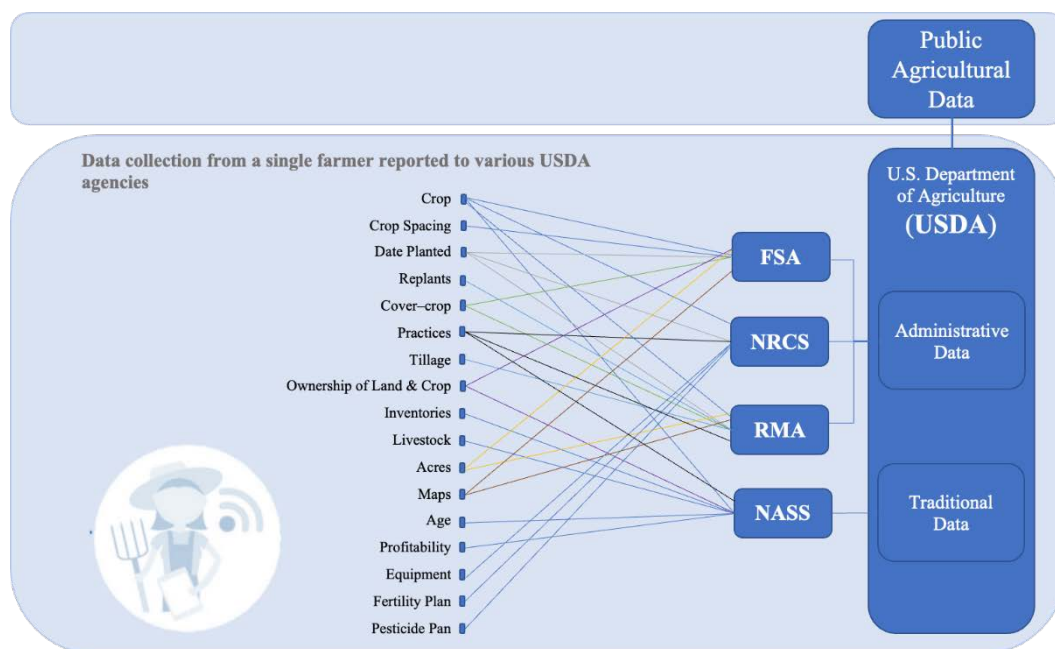 Public
Agricultural
Data
Data collection from a single farmer reported to various USDA
agencies
U.S. Department
of Agriculture
(USDA)
Crop
Crop Spacing
Date Planted
Replants
Cover–crop
Practices
Tillage
Ownership of Land & Crop
Inventories
Livestock
Acres
Maps
Age
Profitability
Equipment
Fertility Plan
Pesticide Pan
FSA
NRCS
RMA
NASS
Administrative
Data
Traditional
Data